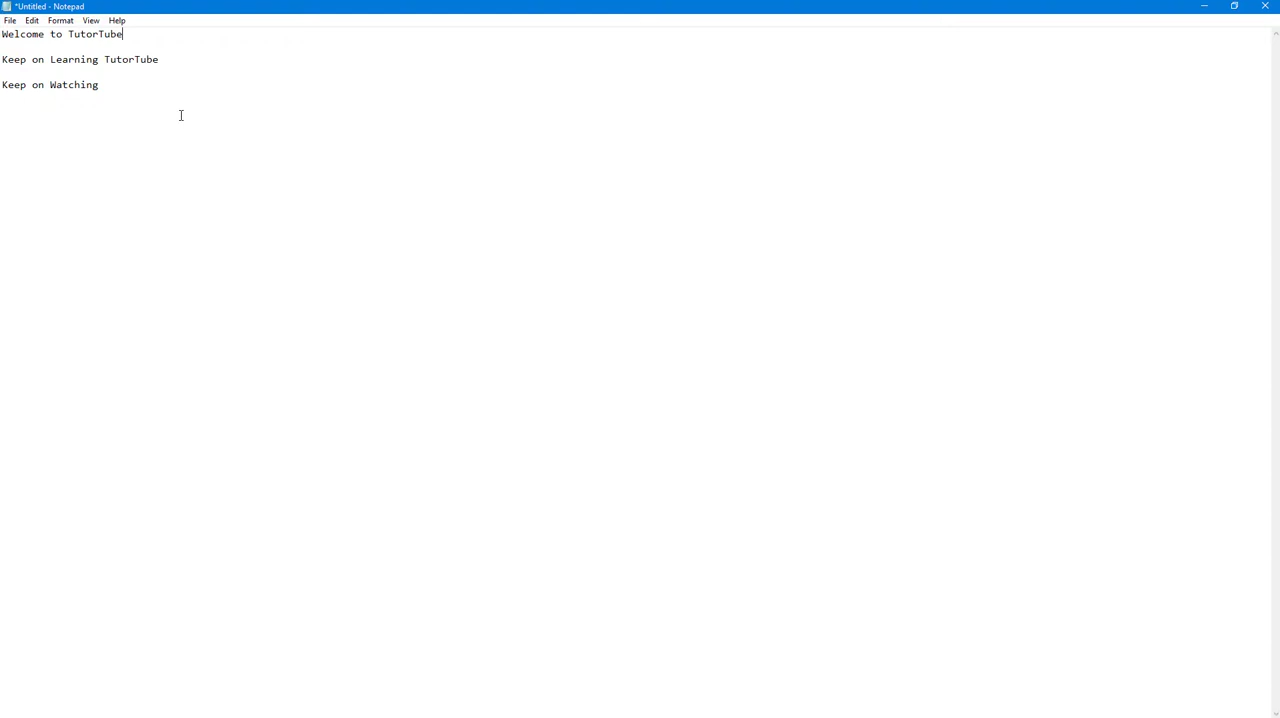 *Untitled - Notepad
File Edit Format View Help
Welcome to TutorTube
Keep on Learning TutorTube
Keep on Watching